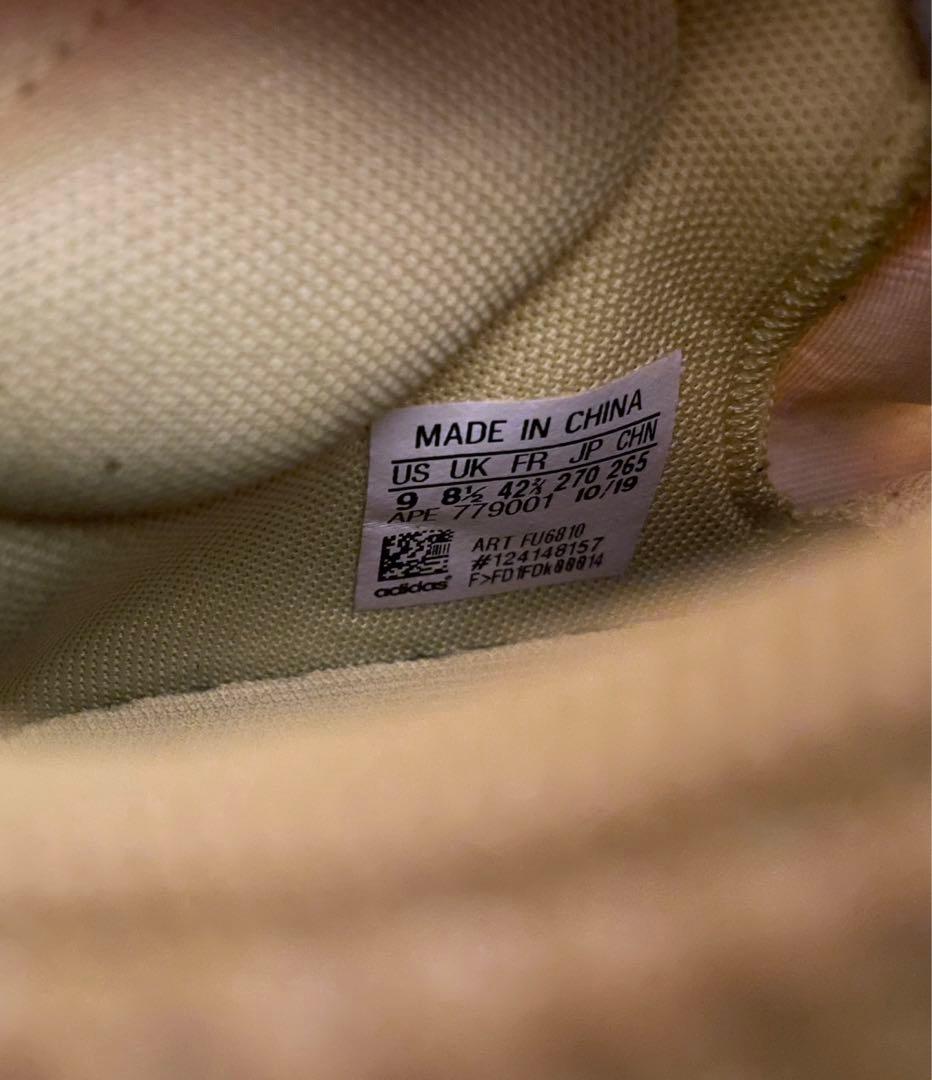 MADE IN CHINA
US UK FR JP CHN
9 8½ 42⅔ 270 265
APE 779001 10/19
ART FU6810
#124148157
F>FD1FDk00014
adidas